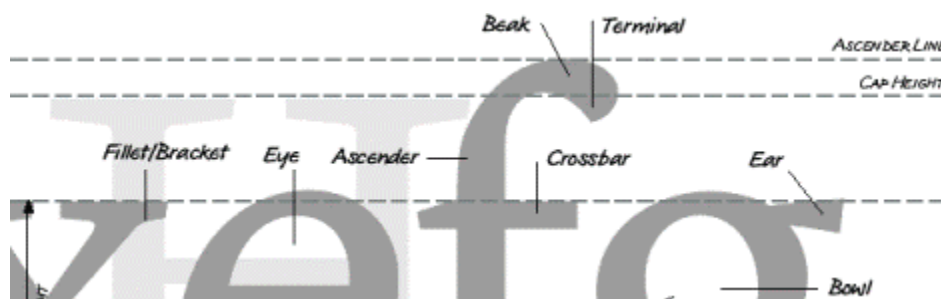 Beak
Terminal
ASCENDER LINE
CAP HEIGHT
Fillet/Bracket
Eye
Ascender
Crossbar
Ear
Bowl